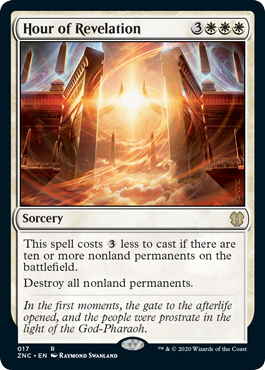 Hour of Revelation 3
Sorcery
This spell costs 3 less to cast if there are
ten or more nonland permanents on the
battlefield.
Destroy all nonland permanents.
In the first moments, the gate to the afterlife
opened, and the people were prostrate in the
light of the God-Pharaoh.
017 R
ZNC • EN RAYMOND SWANLAND
™ & © 2020 Wizards of the Coast